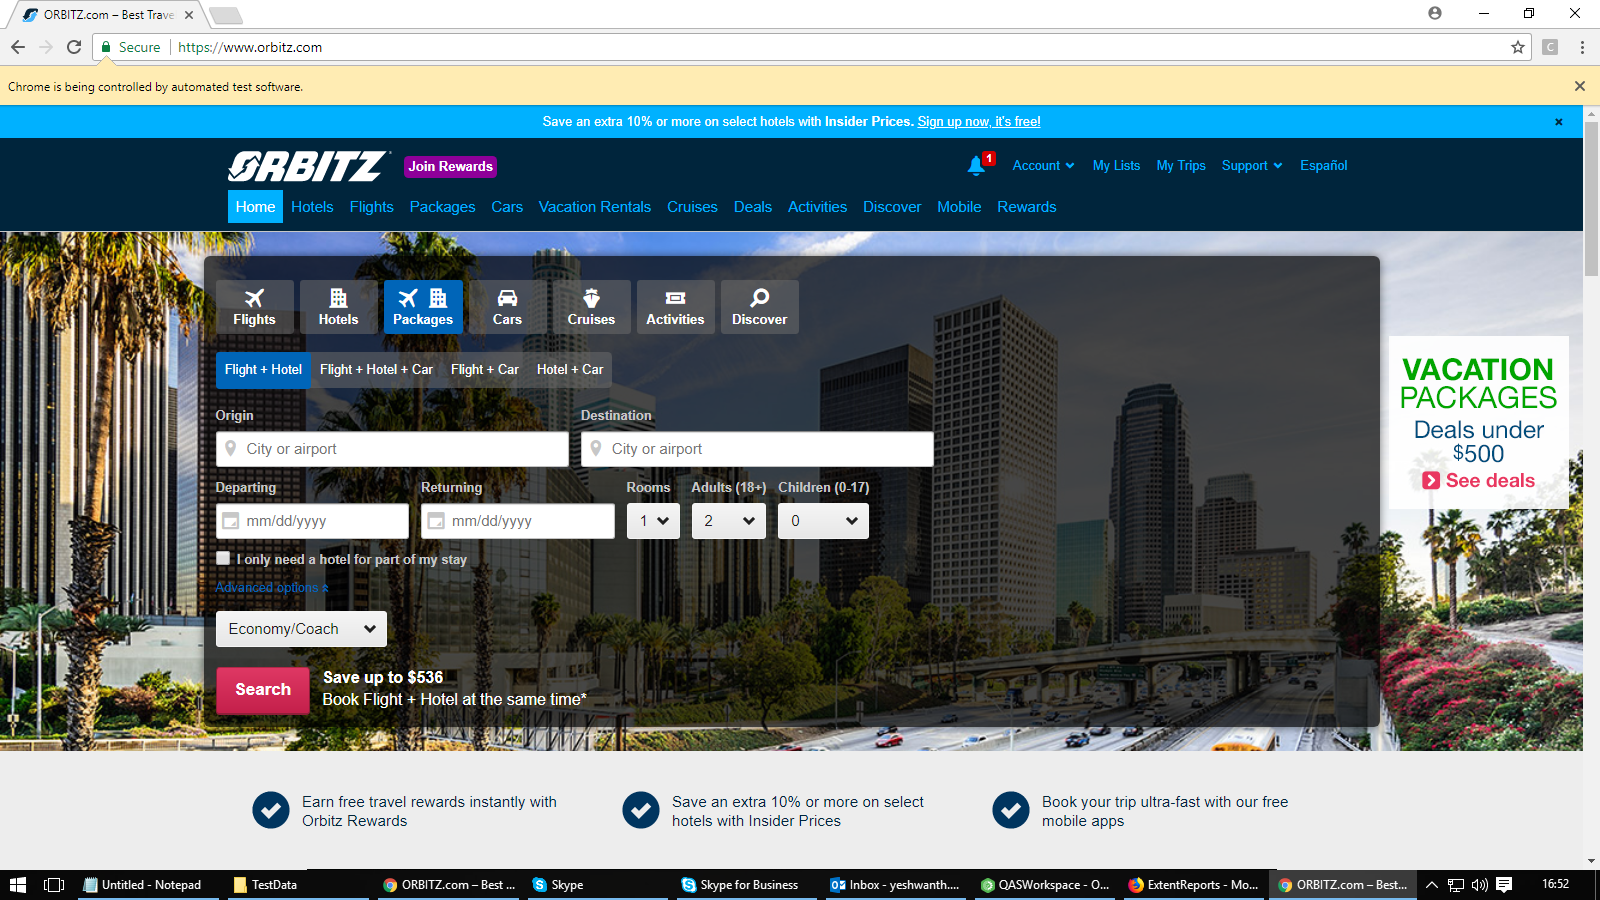 ORBITZ.com – Best Trave
Secure
https://www.orbitz.com
C
Chrome is being controlled by automated test software.
Save an extra 10% or more on select hotels with Insider Prices. Sign up now, it's free!
ORBITZ
Join Rewards
1
Account
My Lists
My Trips
Support
Español
Home
Hotels
Flights
Packages
Cars
Vacation Rentals
Cruises
Deals
Activities
Discover
Mobile
Rewards
Flights
Hotels
Packages
Cars
Cruises
Activities
Discover
Flight + Hotel
Flight + Hotel + Car
Flight + Car
Hotel + Car
Origin
Destination
City or airport
City or airport
Departing
Returning
Rooms
Adults (18+)
Children (0-17)
mm/dd/yyyy
mm/dd/yyyy
1
2
0
I only need a hotel for part of my stay
Advanced options
Economy/Coach
Search
Save up to $536
Book Flight + Hotel at the same time*
VACATION
PACKAGES
Deals under
$500
See deals
Earn free travel rewards instantly with
Orbitz Rewards
Save an extra 10% or more on select
hotels with Insider Prices
Book your trip ultra-fast with our free
mobile apps
Untitled - Notepad
TestData
ORBITZ.com – Best ...
Skype
Skype for Business
Inbox - yeshwanth....
QASWorkspace - O...
ExtentReports - Mo...
ORBITZ.com – Best...
16:52